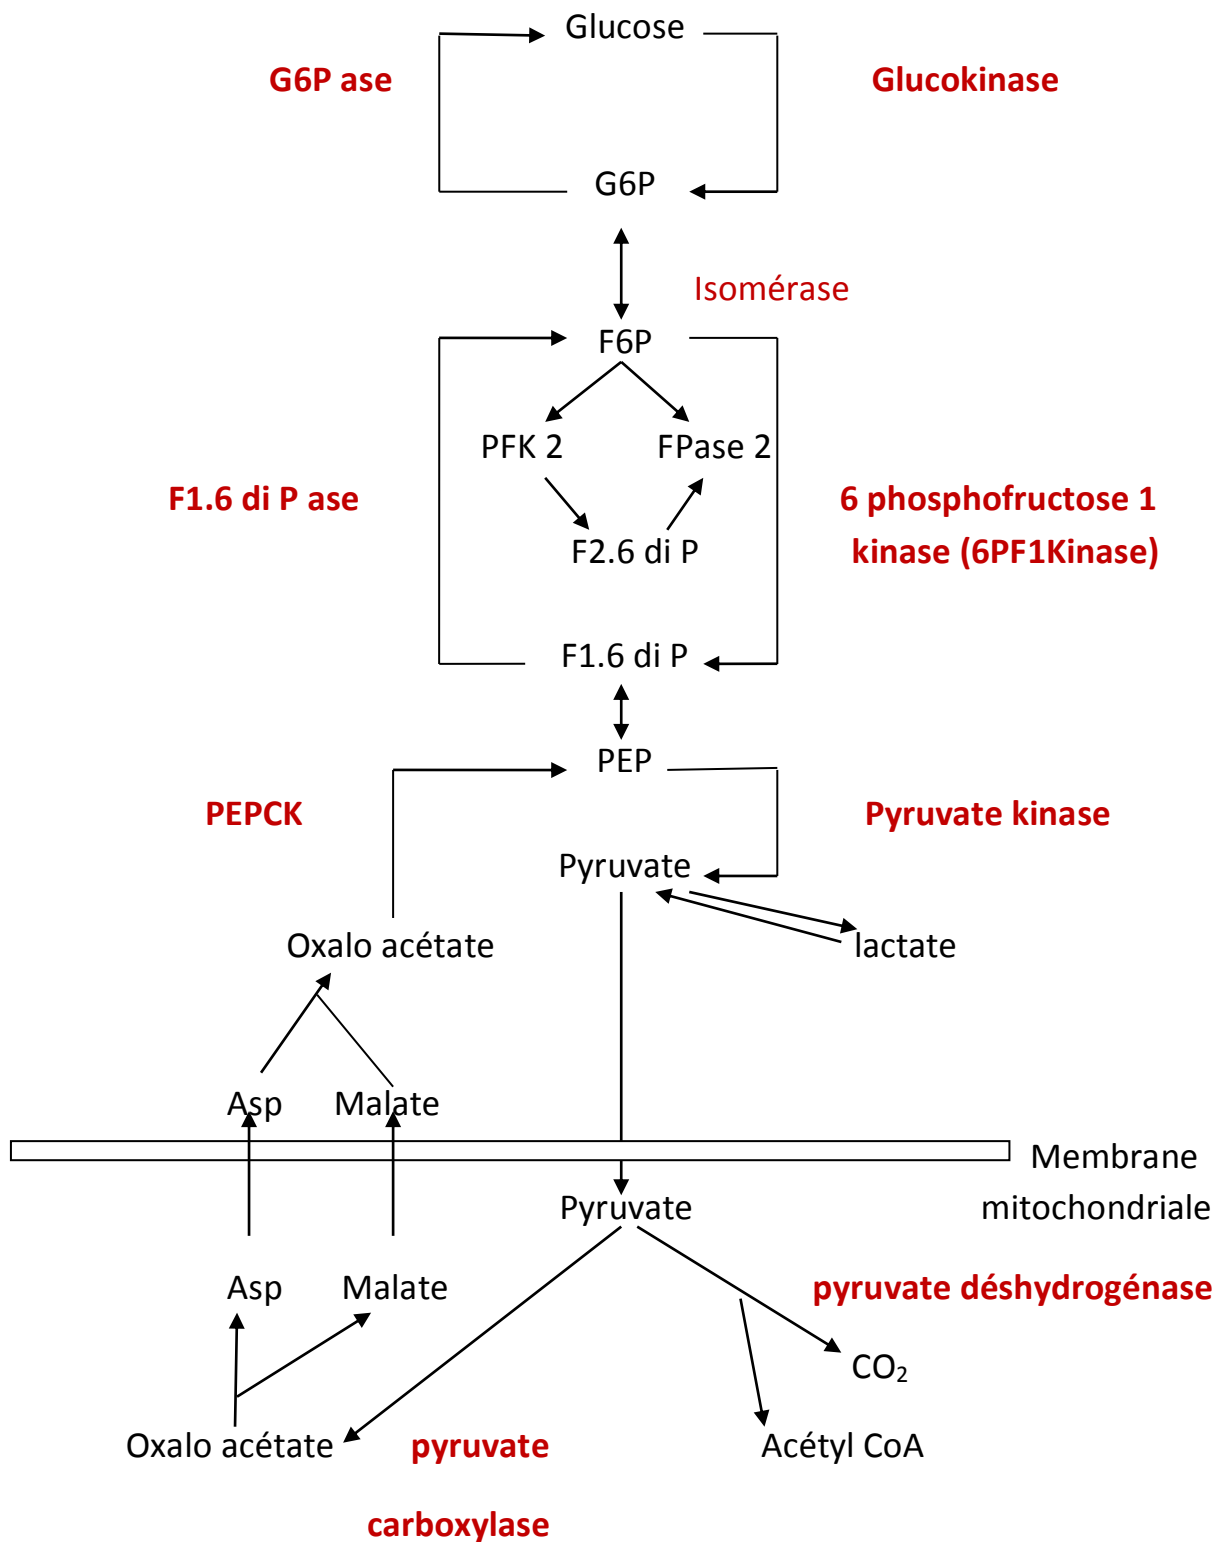 Glucose
G6P ase
Glucokinase
G6P
Isomérase
F6P
PFK 2
FPase 2
F1.6 di P ase
6 phosphofructose 1
kinase (6PF1Kinase)
F2.6 di P
F1.6 di P
PEP
PEPCK
Pyruvate kinase
Pyruvate
Oxalo acétate
lactate
Asp
Malate
Membrane
mitochondriale
Pyruvate
Asp
Malate
pyruvate déshydrogénase
CO₂
Oxalo acétate
pyruvate
carboxylase
Acétyl CoA